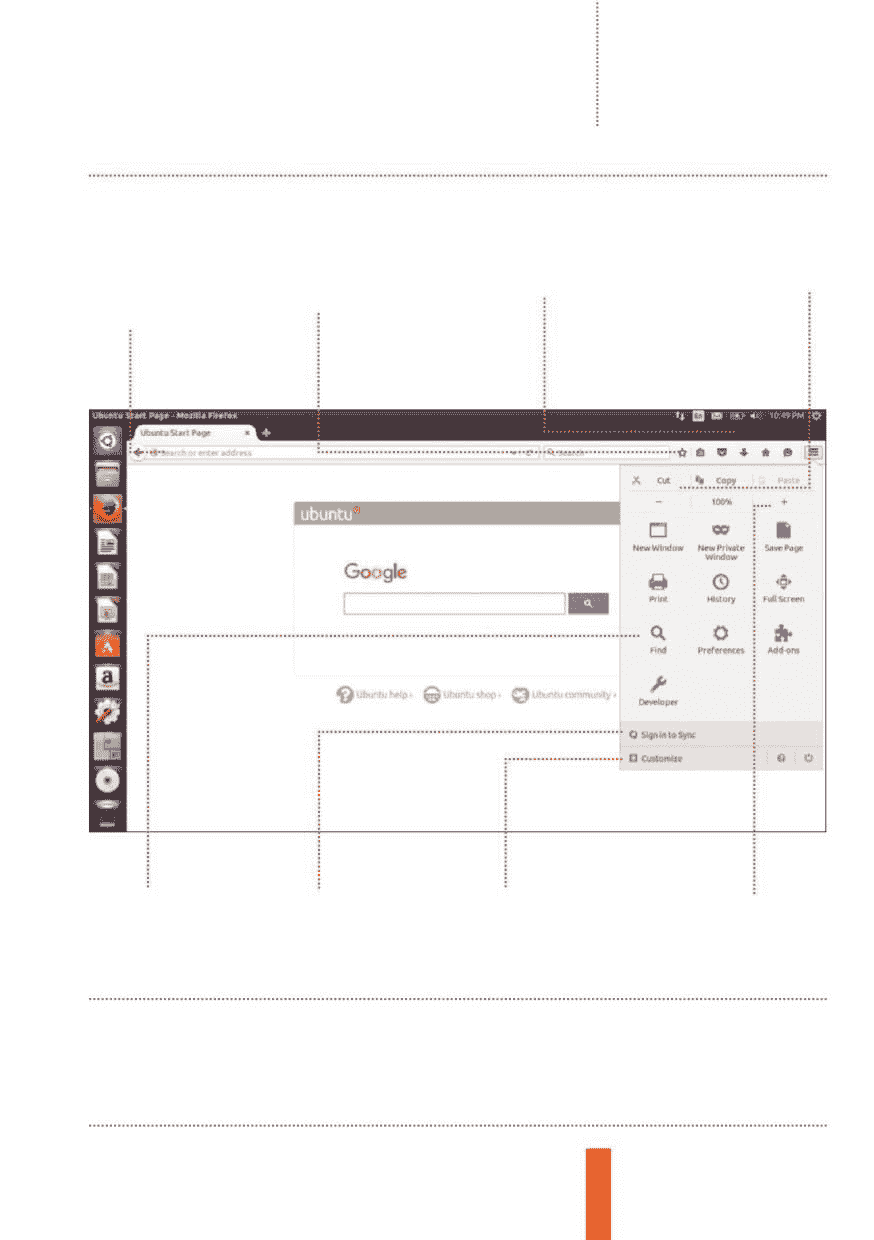 Ubuntu Start Page - Mozilla Firefox
En
10:49 PM
Ubuntu Start Page × +
Search or enter address
Search
Cut Copy Paste
− 100% +
ubuntu
Google
New Window New Private Window Save Page
Print History Full Screen
Find Preferences Add-ons
Developer
Ubuntu help › Ubuntu shop › Ubuntu community ›
Sign in to Sync
Customize
a